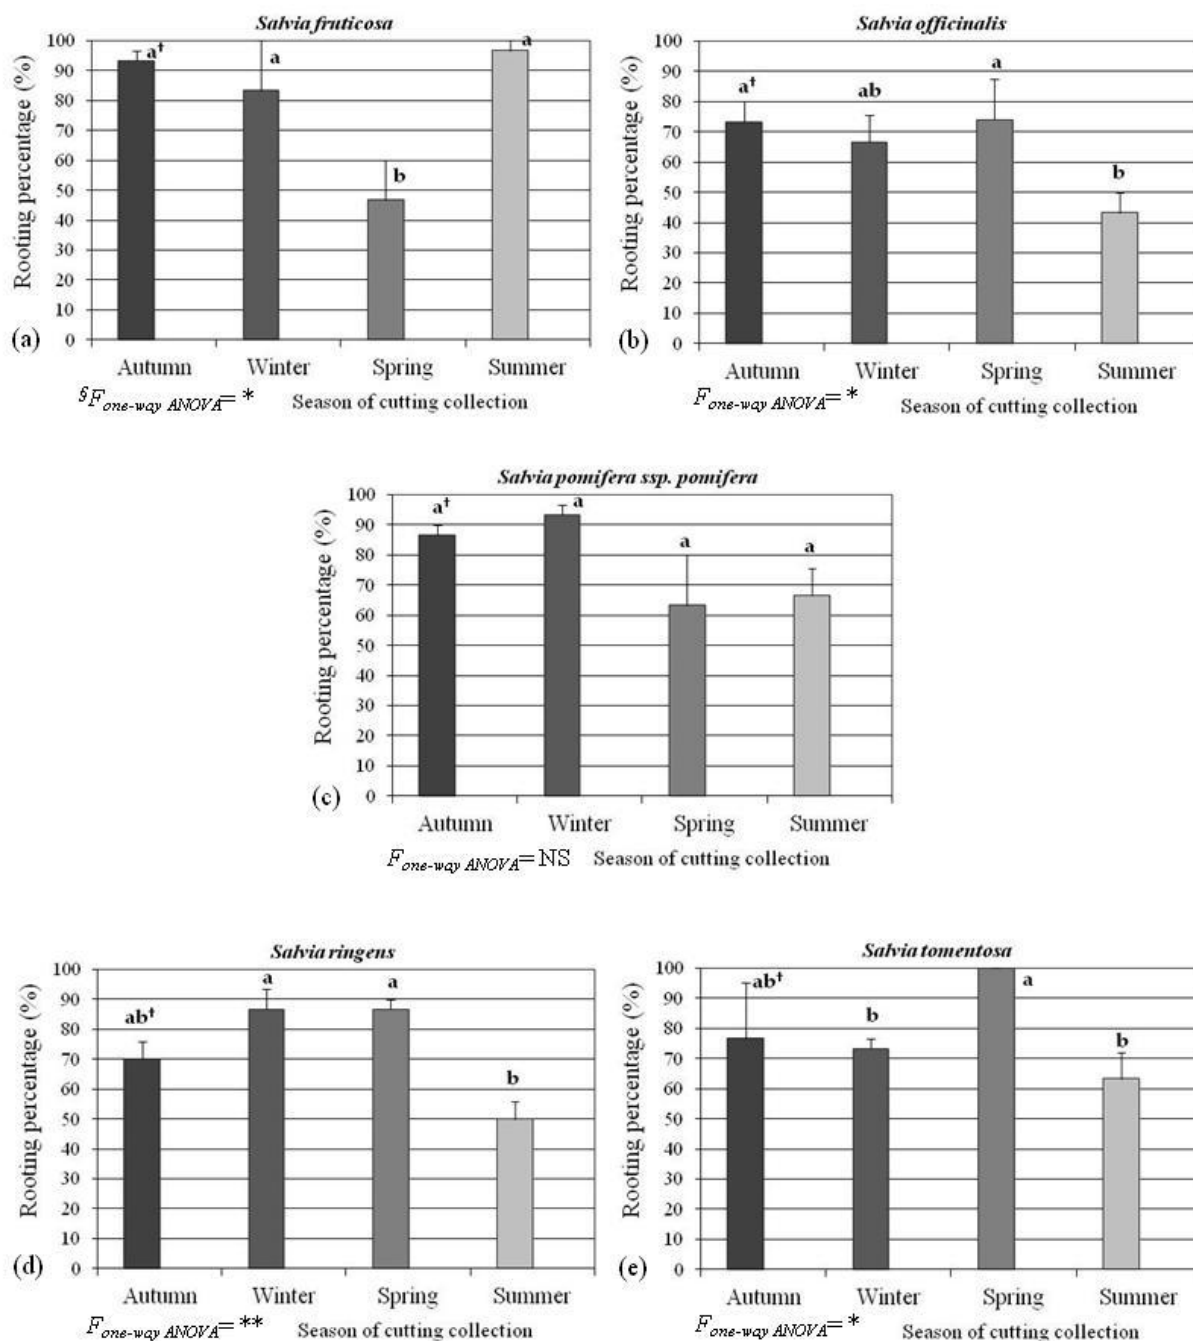 Salvia fruticosa
Rooting percentage (%)
100
90
80
70
60
50
40
30
20
10
0
a†
a
b
a
(a)
Autumn Winter Spring Summer
§F one-way ANOVA= * Season of cutting collection
Salvia officinalis
Rooting percentage (%)
100
90
80
70
60
50
40
30
20
10
0
a†
ab
a
b
(b)
Autumn Winter Spring Summer
F one-way ANOVA= * Season of cutting collection
Salvia pomifera ssp. pomifera
Rooting percentage (%)
100
90
80
70
60
50
40
30
20
10
0
a†
a
a
a
(c)
Autumn Winter Spring Summer
F one-way ANOVA= NS Season of cutting collection
Salvia ringens
Rooting percentage (%)
100
90
80
70
60
50
40
30
20
10
0
ab†
a
a
b
(d)
Autumn Winter Spring Summer
F one-way ANOVA= ** Season of cutting collection
Salvia tomentosa
Rooting percentage (%)
100
90
80
70
60
50
40
30
20
10
0
ab†
b
a
b
(e)
Autumn Winter Spring Summer
F one-way ANOVA= * Season of cutting collection